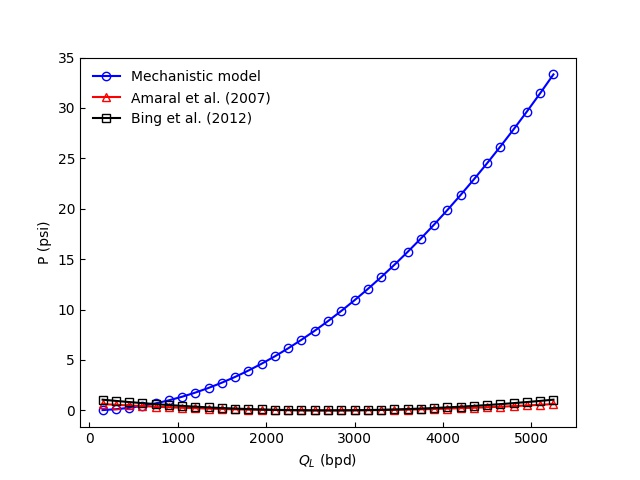 35
30
25
20
15
10
5
0
P (psi)
Mechanistic model
Amaral et al. (2007)
Bing et al. (2012)
0 1000 2000 3000 4000 5000
Q_L (bpd)